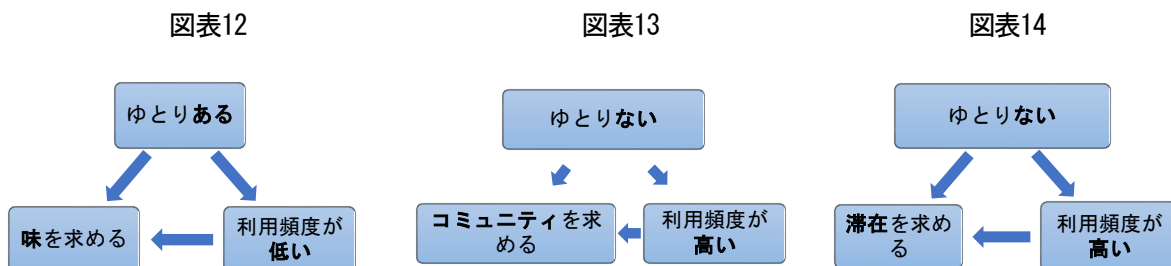 図表12
ゆとりある
味を求める
利用頻度が
低い
図表13
ゆとりない
コミュニティを求
める
利用頻度が
高い
図表14
ゆとりない
滞在を求め
る
利用頻度が
高い